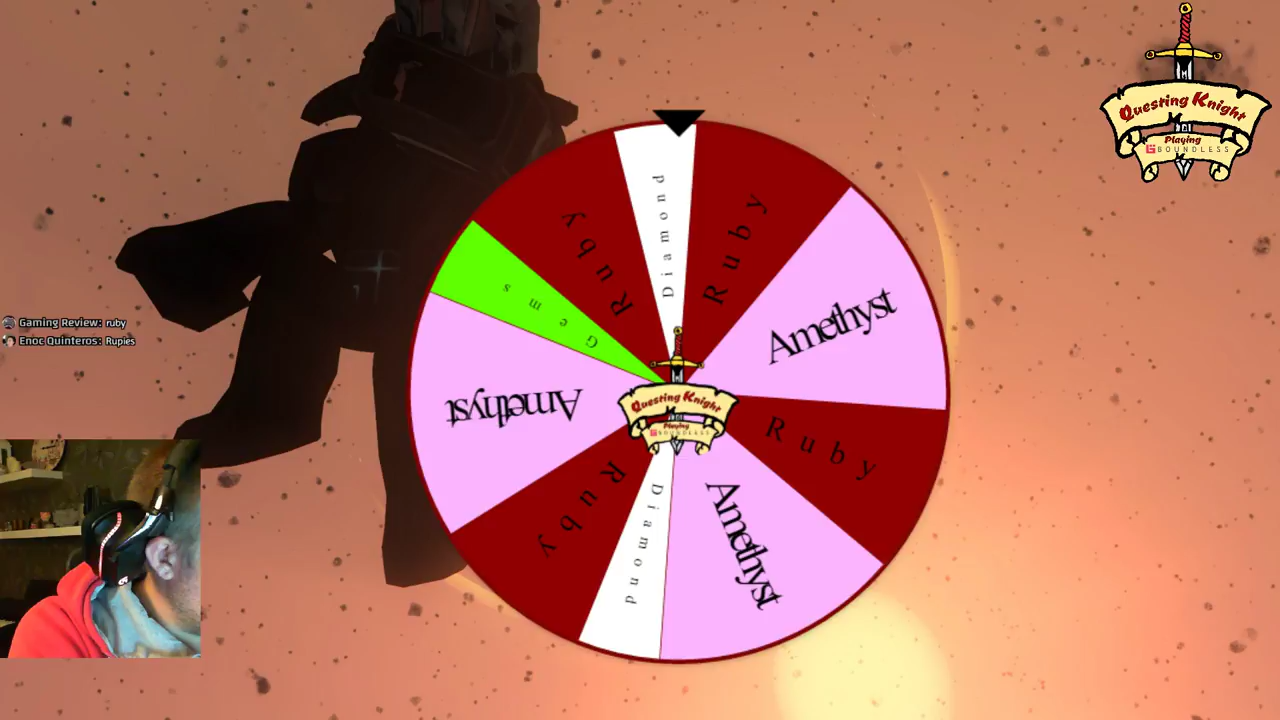 Questing Knight
Playing
BOUNDLESS
Diamond
Ruby
Ruby
Gems
Amethyst
Gaming Review: ruby
Enoc Quinteros: Rupies
Amethyst
Questing Knight
Playing
BOUNDLESS
Ruby
Ruby
Diamond
Amethyst